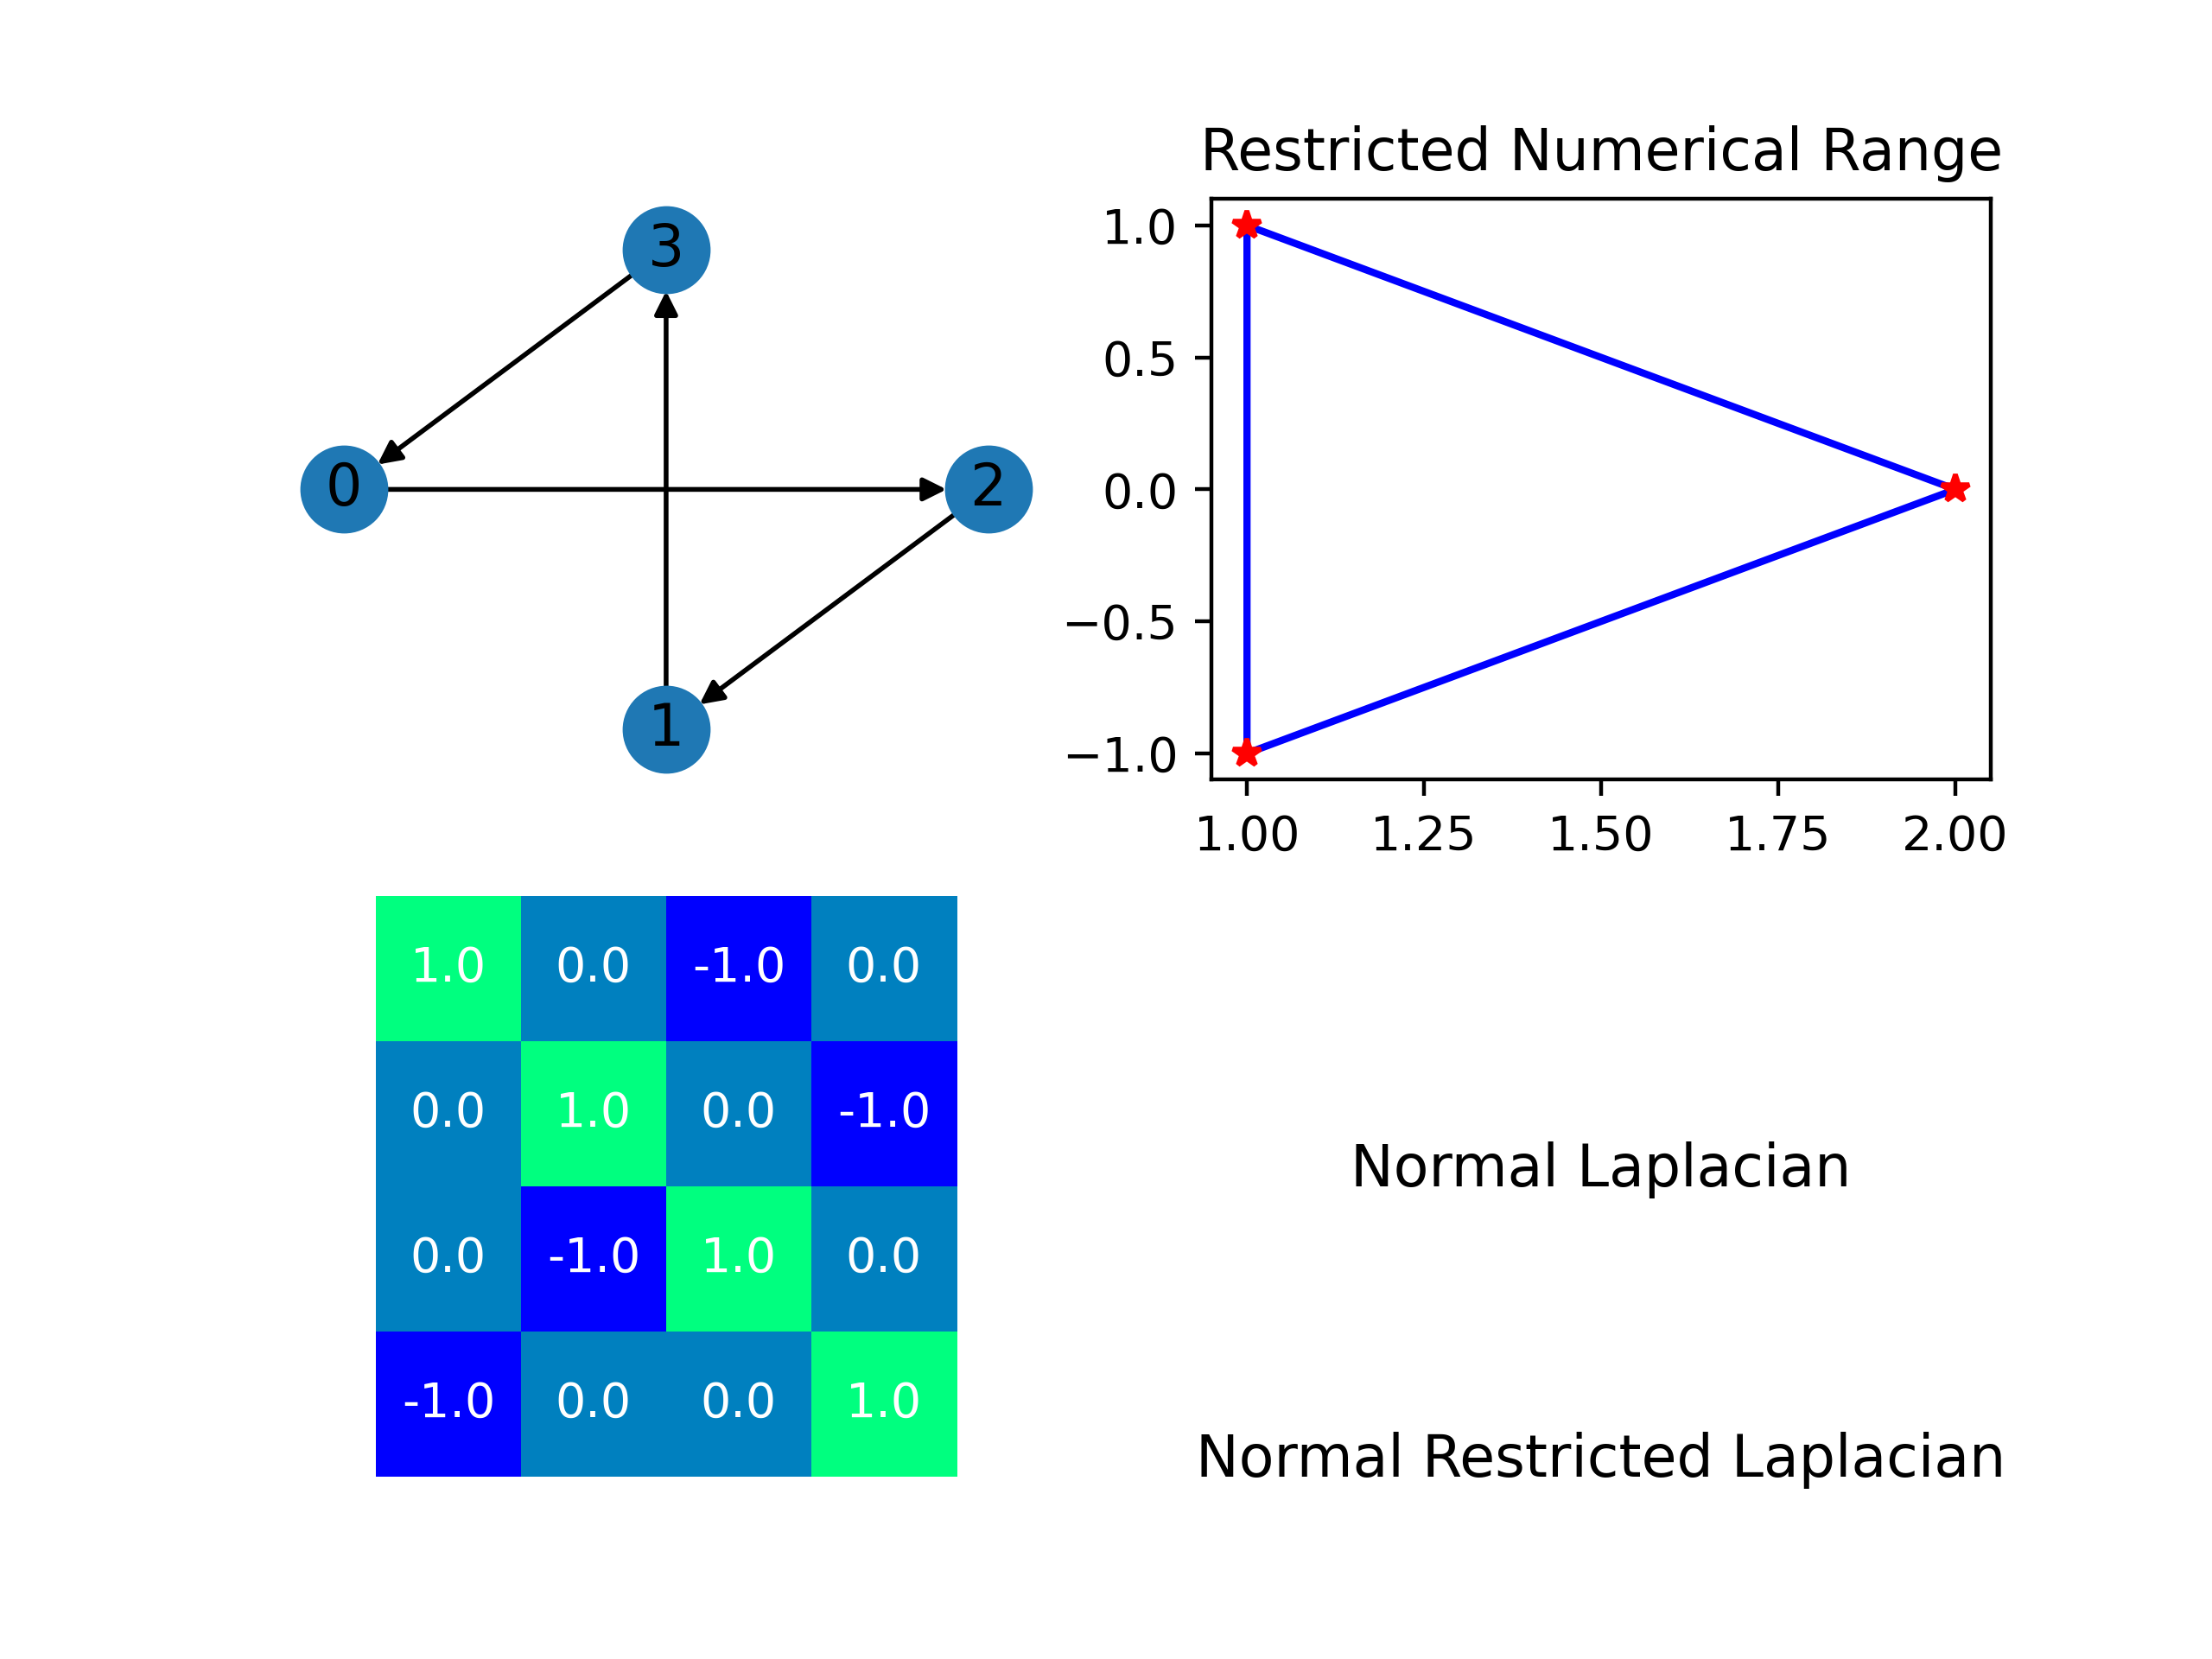 3
0
2
1
Restricted Numerical Range
1.0
0.5
0.0
−0.5
−1.0
1.00 1.25 1.50 1.75 2.00
1.0 0.0 -1.0 0.0
0.0 1.0 0.0 -1.0
0.0 -1.0 1.0 0.0
-1.0 0.0 0.0 1.0
Normal Laplacian
Normal Restricted Laplacian